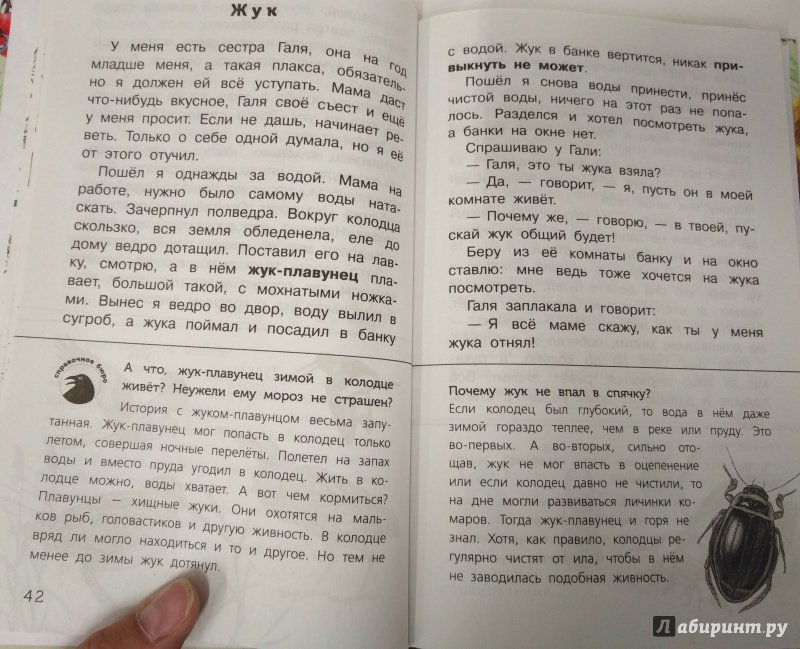 Жук
У меня есть сестра Галя, она на год
младше меня, а такая плакса, обязатель-
но я должен ей всё уступать. Мама даст
что-нибудь вкусное, Галя своё съест и ещё
у меня просит. Если не дашь, начинает ре-
веть. Только о себе одной думала, но я её
от этого отучил.
Пошёл я однажды за водой. Мама на
работе, нужно было самому воды ната-
скать. Зачерпнул полведра. Вокруг колодца
скользко, вся земля обледенела, еле до
дому ведро дотащил. Поставил его на лав-
ку, смотрю, а в нём жук-плавунец пла-
вает, большой такой, с мохнатыми ножка-
ми. Вынес я ведро во двор, воду вылил в
сугроб, а жука поймал и посадил в банку
справочное бюро
А что, жук-плавунец зимой в колодце
живёт? Неужели ему мороз не страшен?
История с жуком-плавунцом весьма запу-
танная. Жук-плавунец мог попасть в колодец только
летом, совершая ночные перелёты. Полетел на запах
воды и вместо пруда угодил в колодец. Жить в ко-
лодце можно, воды хватает. А вот чем кормиться?
Плавунцы — хищные жуки. Они охотятся на маль-
ков рыб, головастиков и другую живность. В колодце
вряд ли могло находиться и то и другое. Но тем не
менее до зимы жук дотянул.
42
с водой. Жук в банке вертится, никак при-
выкнуть не может.
Пошёл я снова воды принести, принёс
чистой воды, ничего на этот раз не попа-
лось. Разделся и хотел посмотреть жука,
а банки на окне нет.
Спрашиваю у Гали:
— Галя, это ты жука взяла?
— Да, — говорит, — я, пусть он в моей
комнате живёт.
— Почему же, — говорю, — в твоей, пу-
скай жук общий будет!
Беру из её комнаты банку и на окно
ставлю: мне ведь тоже хочется на жука
посмотреть.
Галя заплакала и говорит:
— Я всё маме скажу, как ты у меня
жука отнял!
Почему жук не впал в спячку?
Если колодец был глубокий, то вода в нём даже
зимой гораздо теплее, чем в реке или пруду. Это
во-первых. А во-вторых, сильно ото-
щав, жук не мог впасть в оцепенение
или если колодец давно не чистили, то
на дне могли развиваться личинки ко-
маров. Тогда жук-плавунец и горя не
знал. Хотя, как правило, колодцы ре-
гулярно чистят от ила, чтобы в нём
не заводилась подобная живность.
Лабиринт.ру